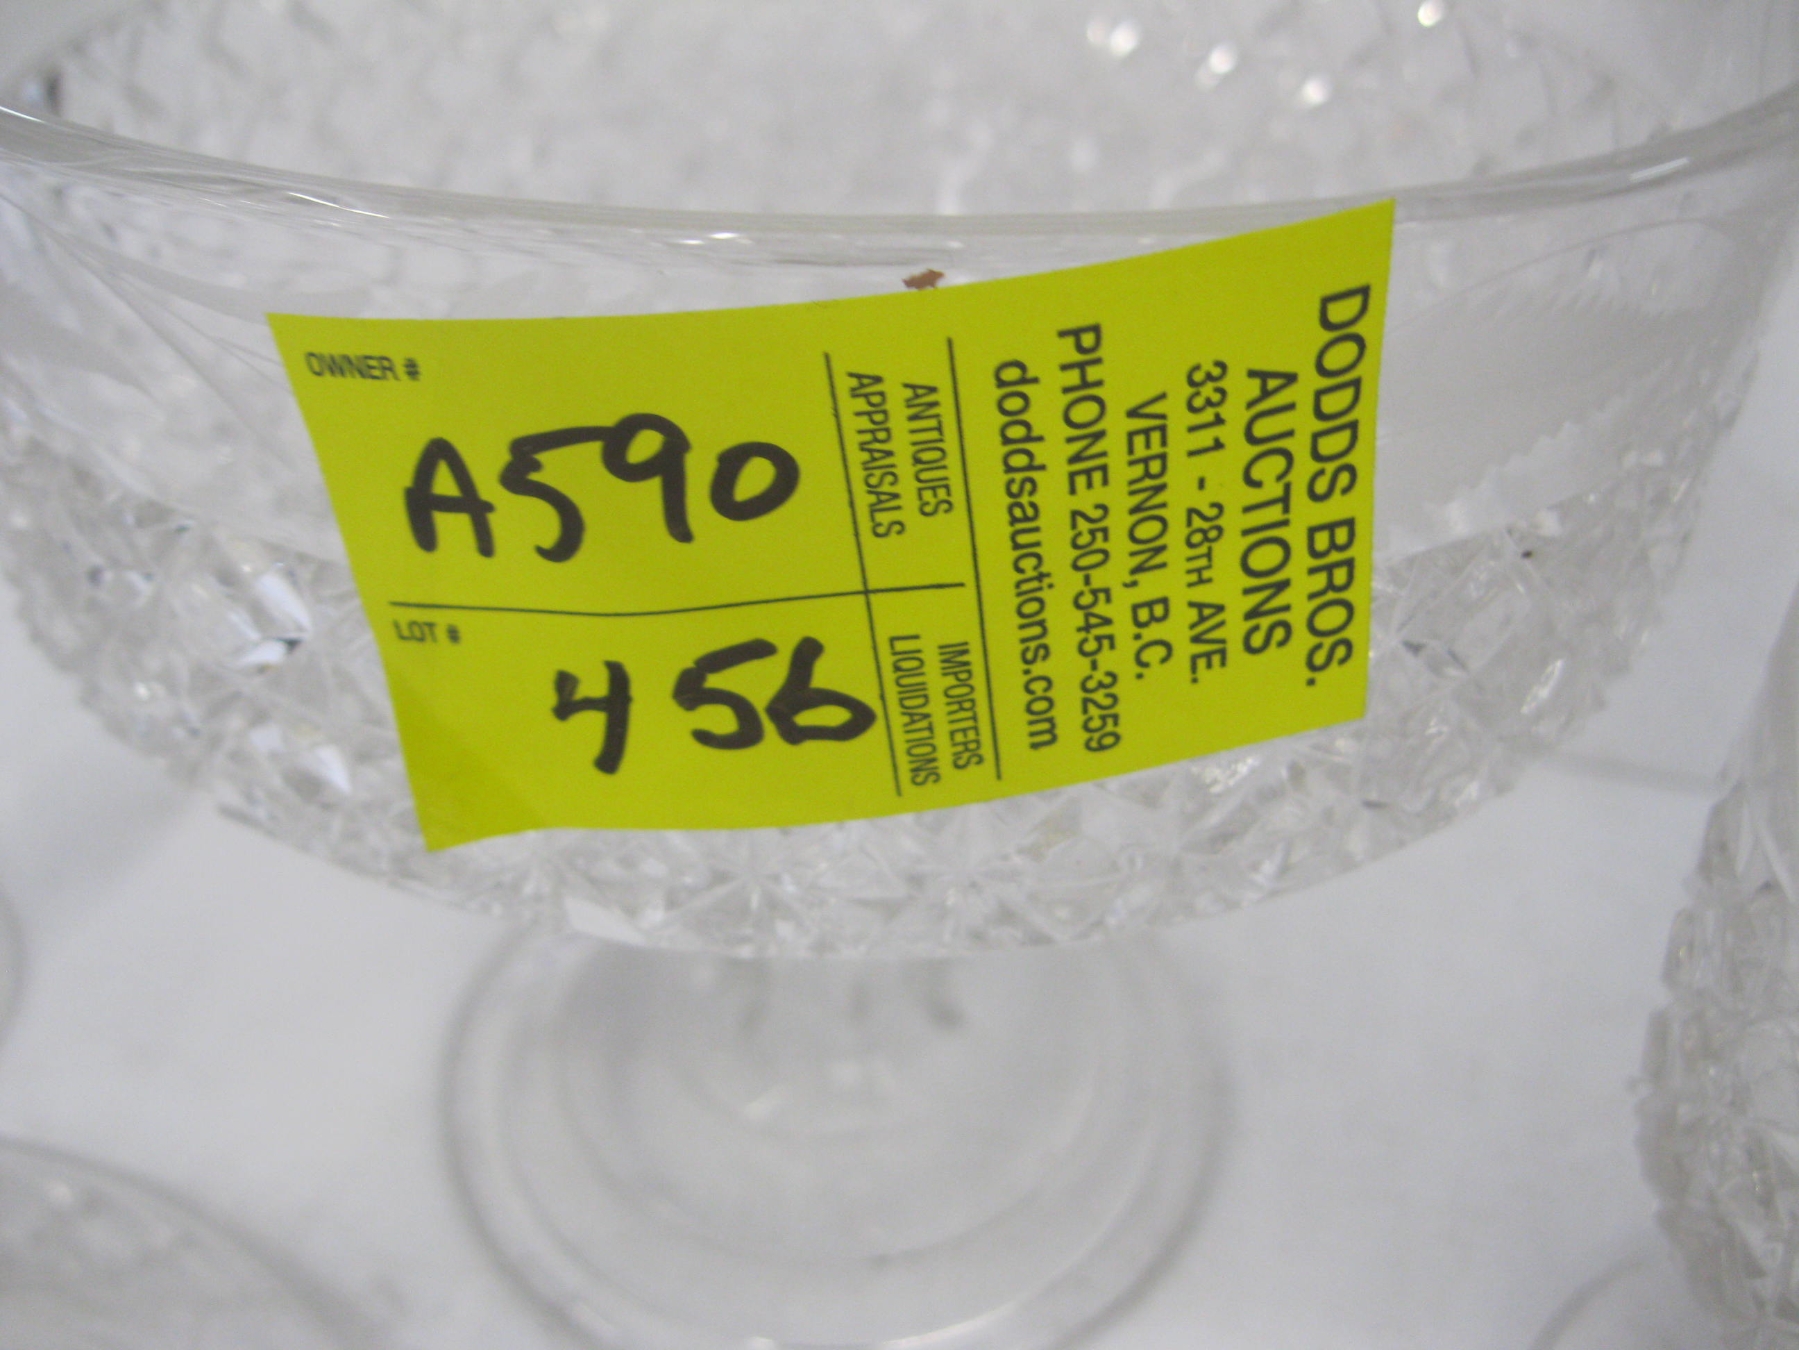 DODDS BROS.
AUCTIONS
3311 - 28TH AVE.
VERNON, B.C.
PHONE 250-545-3259
doddsauctions.com
ANTIQUES
APPRAISALS
IMPORTERS
LIQUIDATIONS
OWNER #
A590
LOT #
456